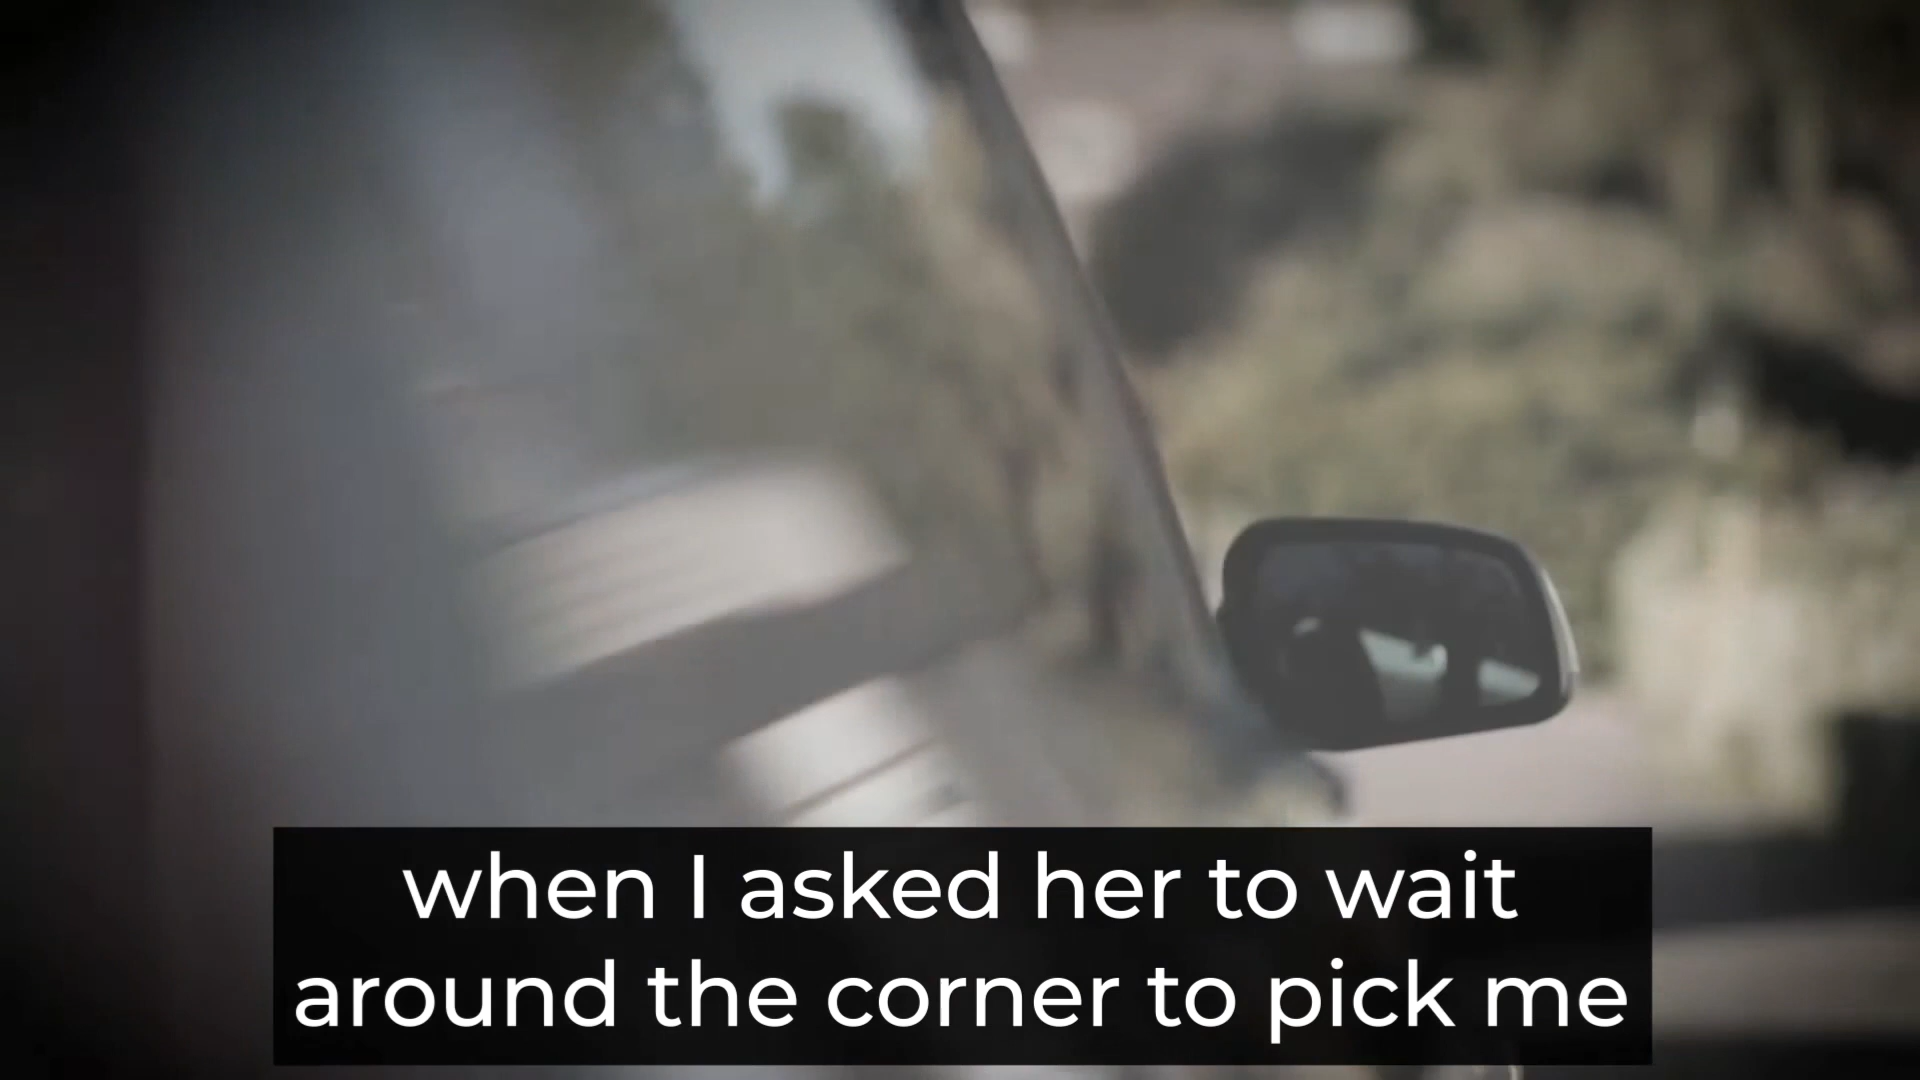 when I asked her to wait
around the corner to pick me